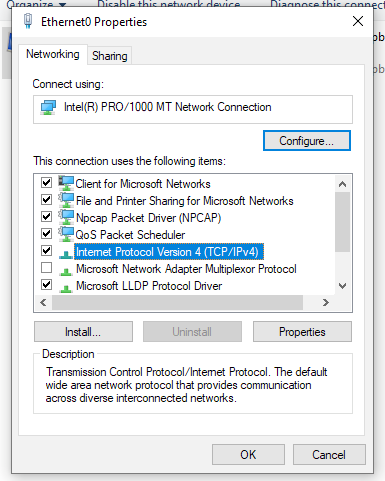 Organize
Disable this network device
Diagnose this connect
Ethernet0 Properties
Networking
Sharing
Connect using:
Intel(R) PRO/1000 MT Network Connection
Configure...
This connection uses the following items:
Client for Microsoft Networks
File and Printer Sharing for Microsoft Networks
Npcap Packet Driver (NPCAP)
QoS Packet Scheduler
Internet Protocol Version 4 (TCP/IPv4)
Microsoft Network Adapter Multiplexor Protocol
Microsoft LLDP Protocol Driver
Install...
Uninstall
Properties
Description
Transmission Control Protocol/Internet Protocol. The default
wide area network protocol that provides communication
across diverse interconnected networks.
OK
Cancel